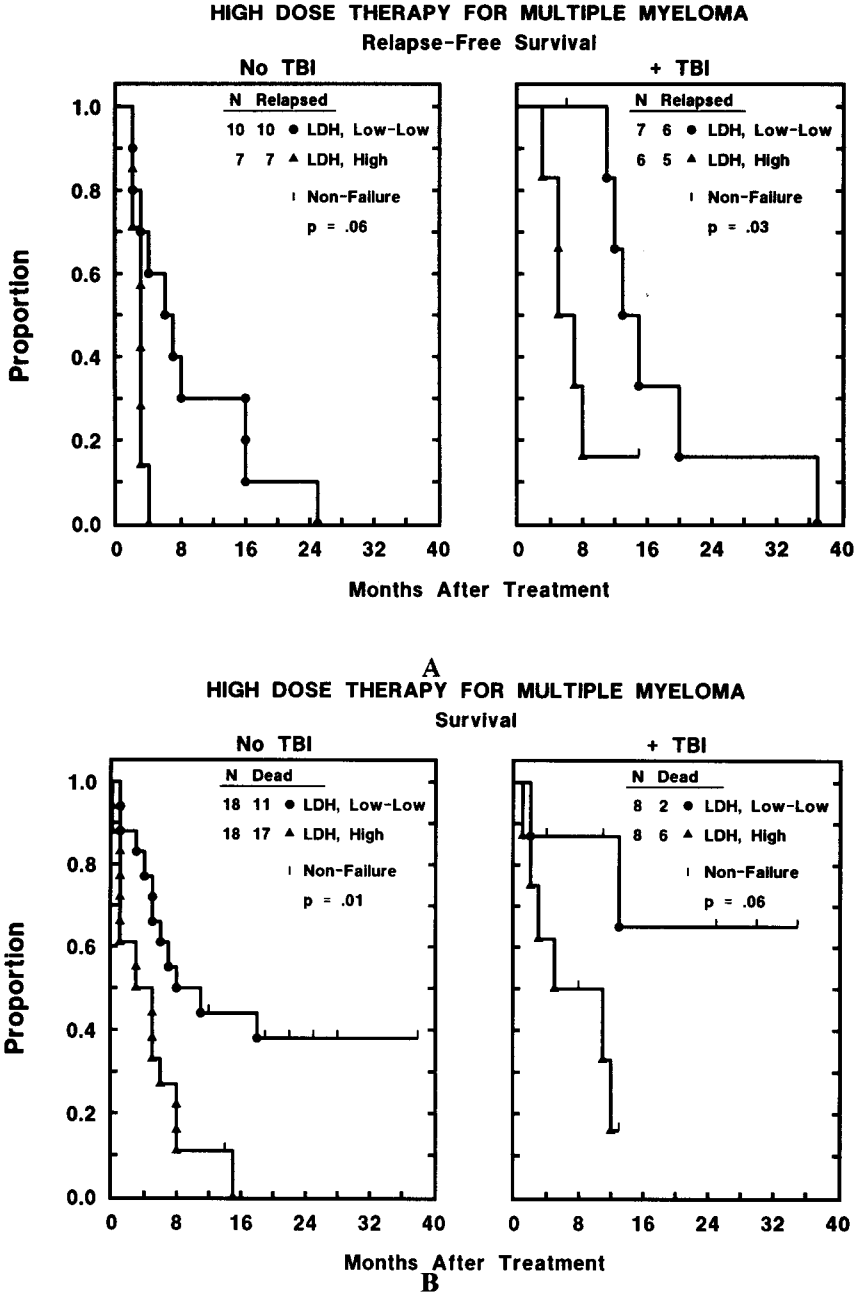 HIGH DOSE THERAPY FOR MULTIPLE MYELOMA
Relapse-Free Survival
No TBI
N Relapsed
10 10 ● LDH, Low-Low
7 7 ▲ LDH, High
I Non-Failure
p = .06
1.0
0.8
0.6
0.4
0.2
0.0
0 8 16 24 32 40
+ TBI
N Relapsed
7 6 ● LDH, Low-Low
6 5 ▲ LDH, High
I Non-Failure
p = .03
0 8 16 24 32 40
Proportion
Months After Treatment
A
HIGH DOSE THERAPY FOR MULTIPLE MYELOMA
Survival
No TBI
N Dead
18 11 ● LDH, Low-Low
18 17 ▲ LDH, High
I Non-Failure
p = .01
1.0
0.8
0.6
0.4
0.2
0.0
0 8 16 24 32 40
+ TBI
N Dead
8 2 ● LDH, Low-Low
8 6 ▲ LDH, High
I Non-Failure
p = .06
0 8 16 24 32 40
Proportion
Months After Treatment
B